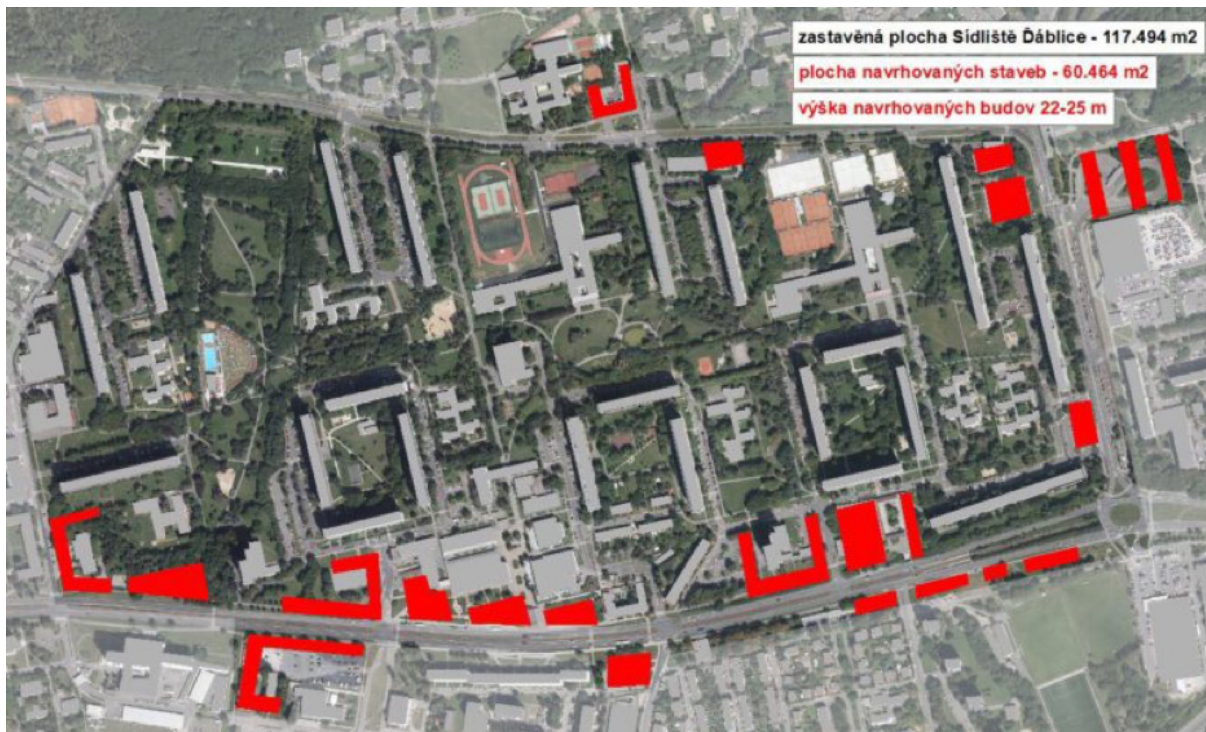 zastavěná plocha Sídliště Ďáblice - 117.494 m2
plocha navrhovaných staveb - 60.464 m2
výška navrhovaných budov 22-25 m